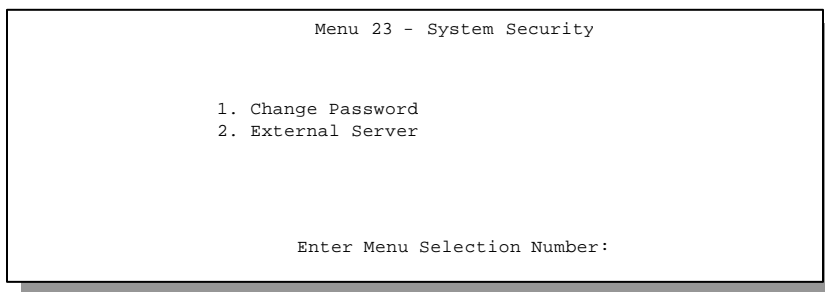 Menu 23 - System Security
1. Change Password
2. External Server
Enter Menu Selection Number: